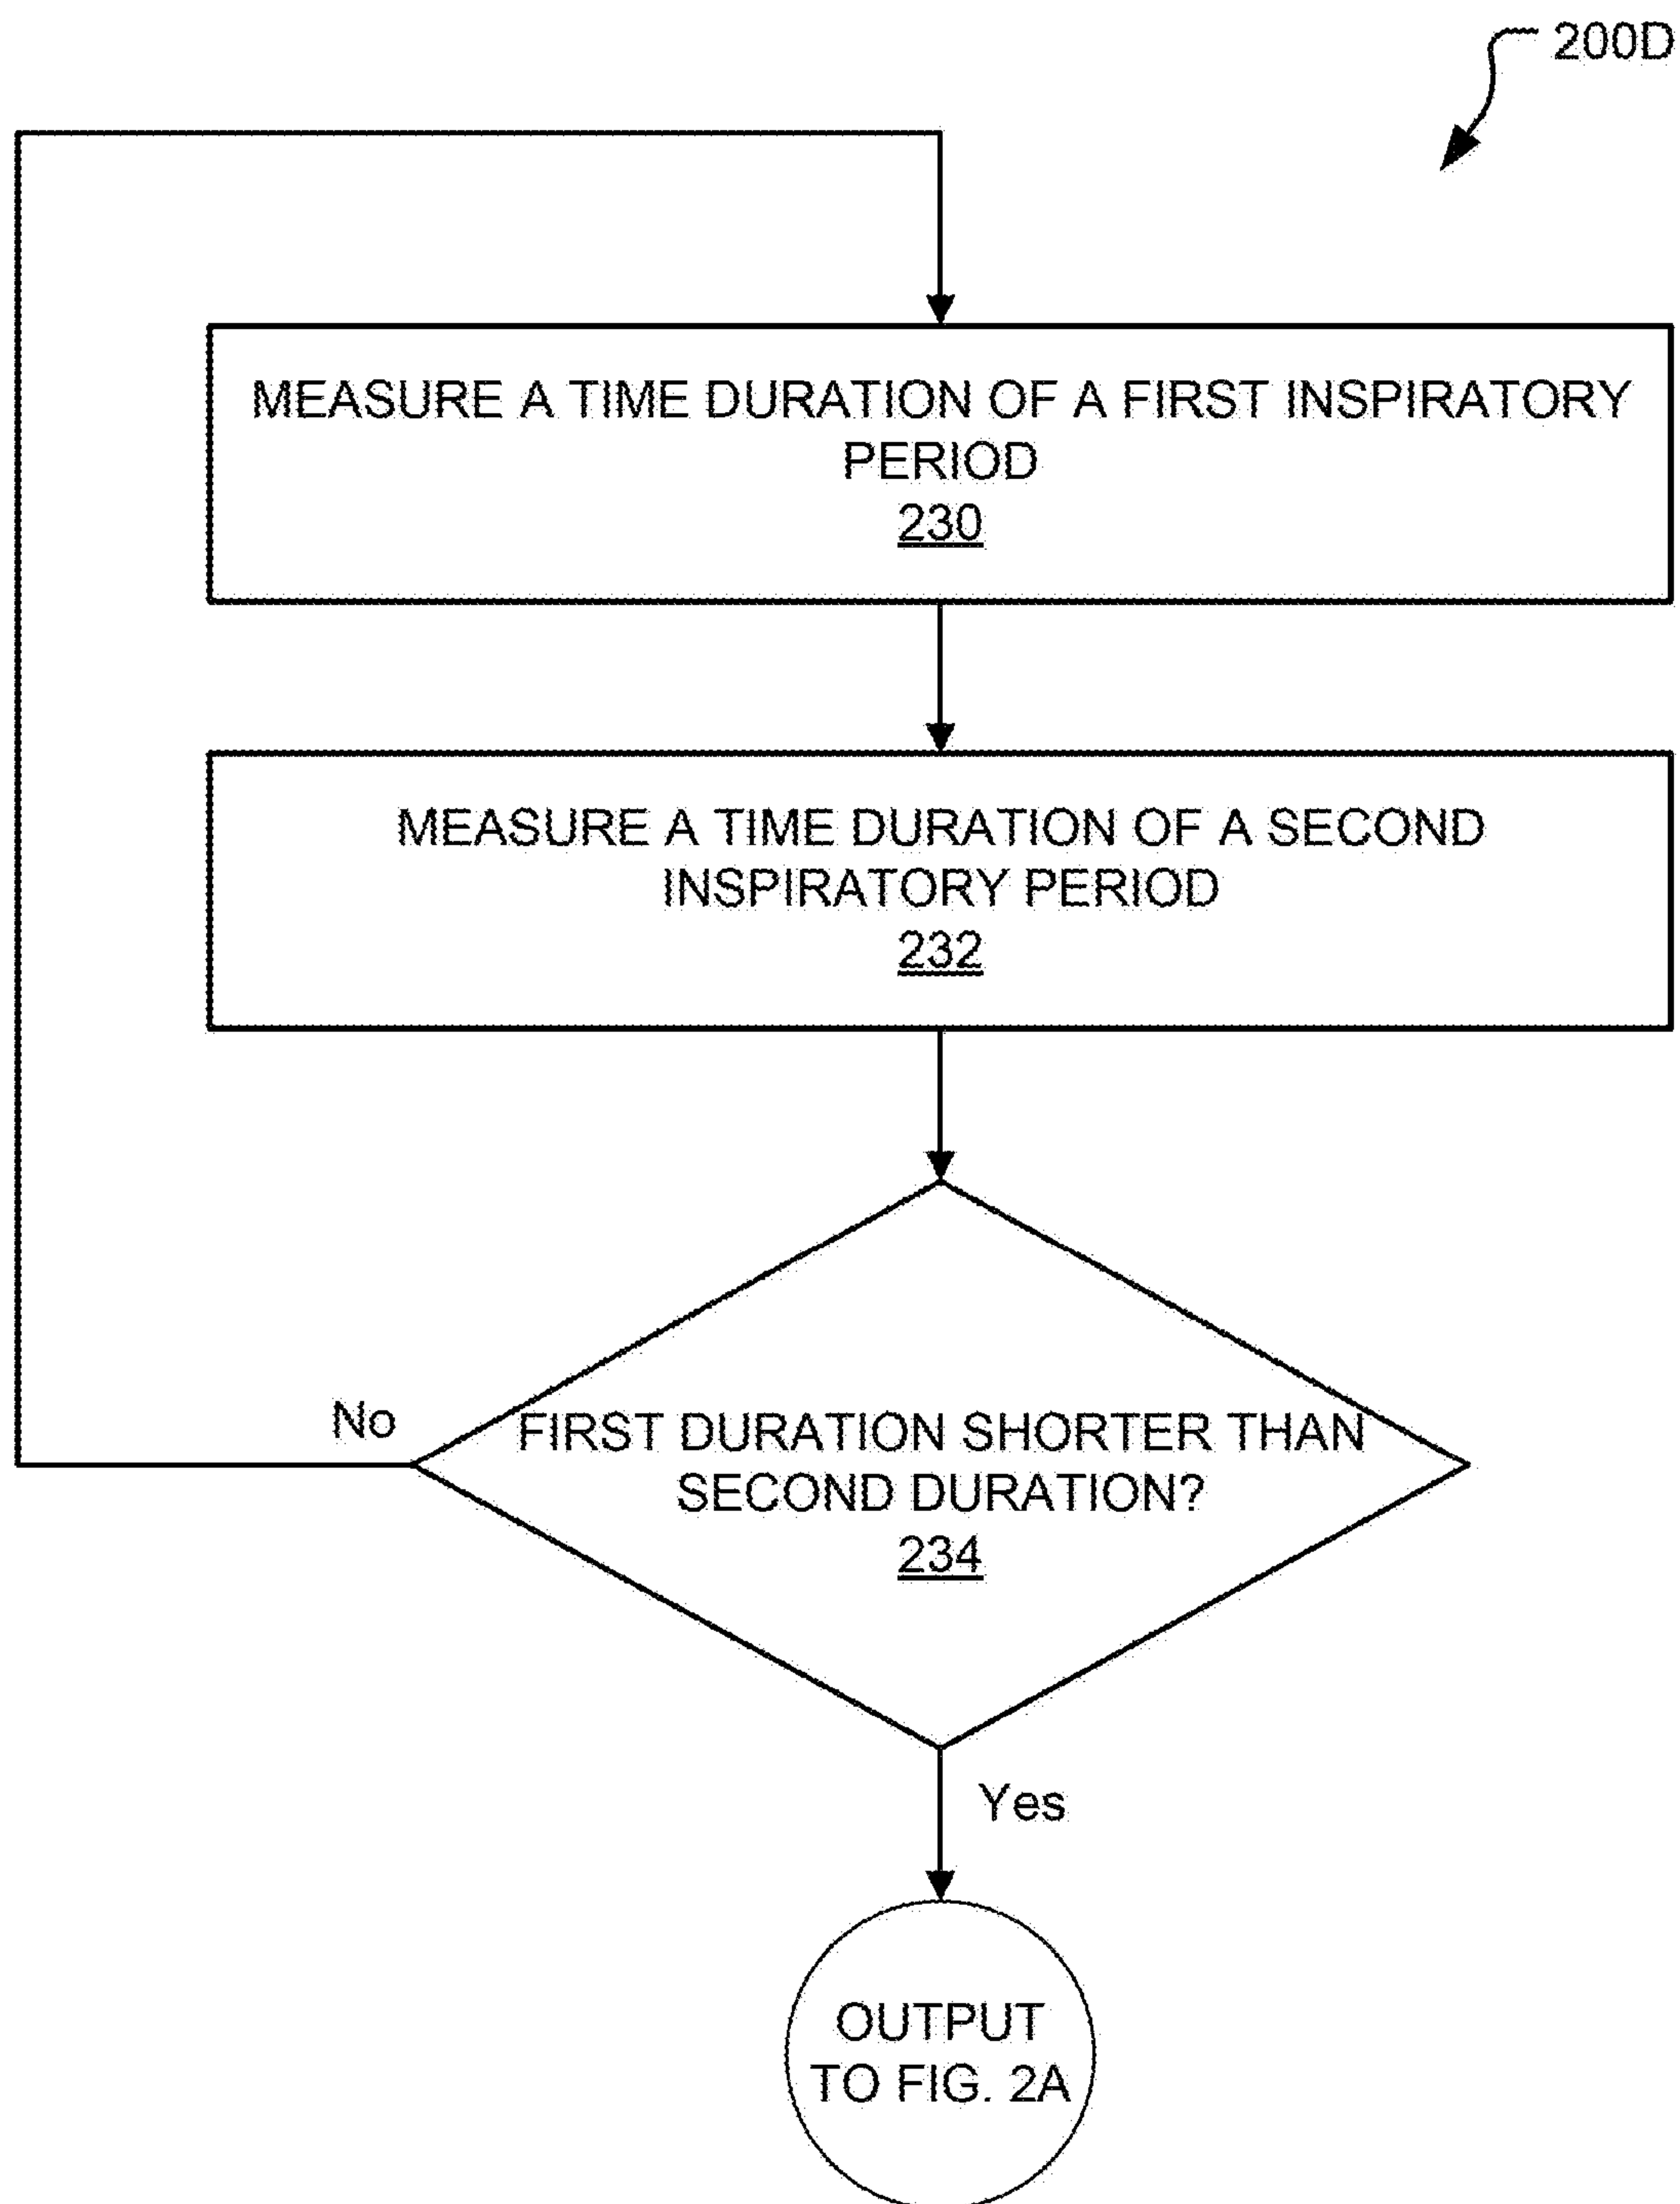 200D
MEASURE A TIME DURATION OF A FIRST INSPIRATORY
PERIOD
230
MEASURE A TIME DURATION OF A SECOND
INSPIRATORY PERIOD
232
No
FIRST DURATION SHORTER THAN
SECOND DURATION?
234
Yes
OUTPUT
TO FIG. 2A